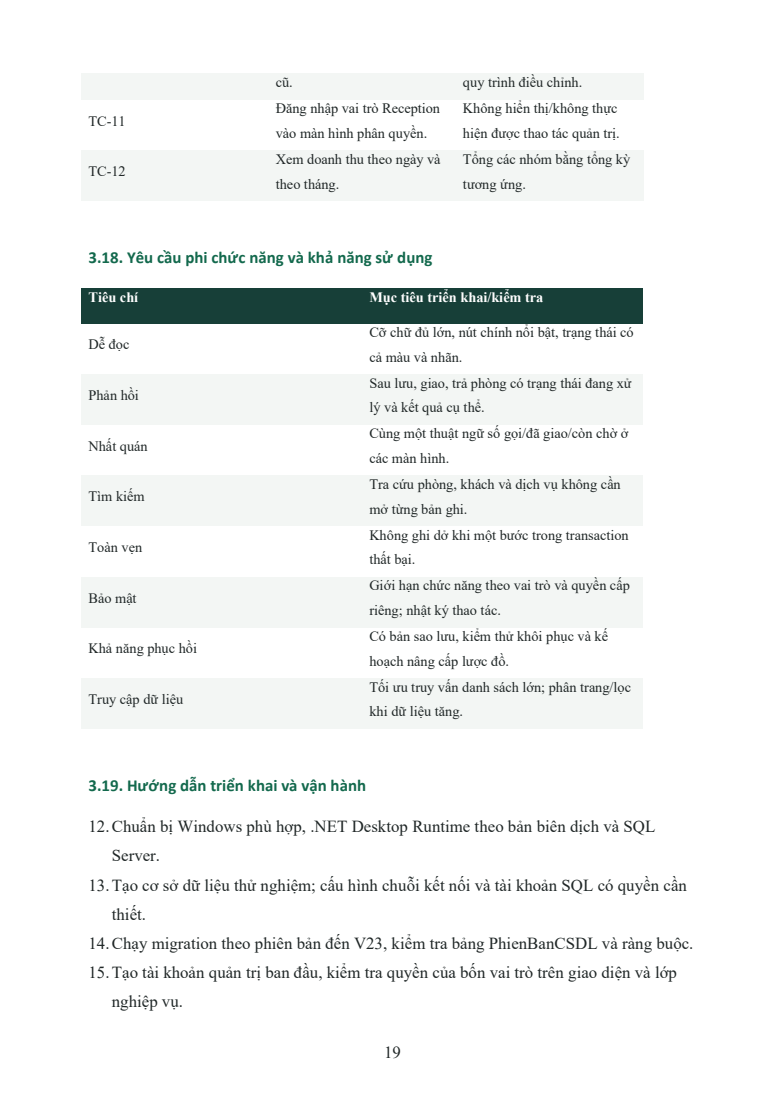 cũ.
quy trình điều chỉnh.
TC-11
Đăng nhập vai trò Reception
vào màn hình phân quyền.
Không hiển thị/không thực
hiện được thao tác quản trị.
TC-12
Xem doanh thu theo ngày và
theo tháng.
Tổng các nhóm bằng tổng kỳ
tương ứng.
3.18. Yêu cầu phi chức năng và khả năng sử dụng
Tiêu chí
Mục tiêu triển khai/kiểm tra
Dễ đọc
Cỡ chữ đủ lớn, nút chính nổi bật, trạng thái có
cả màu và nhãn.
Phản hồi
Sau lưu, giao, trả phòng có trạng thái đang xử
lý và kết quả cụ thể.
Nhất quán
Cùng một thuật ngữ số gọi/đã giao/còn chờ ở
các màn hình.
Tìm kiếm
Tra cứu phòng, khách và dịch vụ không cần
mở từng bản ghi.
Toàn vẹn
Không ghi dở khi một bước trong transaction
thất bại.
Bảo mật
Giới hạn chức năng theo vai trò và quyền cấp
riêng; nhật ký thao tác.
Khả năng phục hồi
Có bản sao lưu, kiểm thử khôi phục và kế
hoạch nâng cấp lược đồ.
Truy cập dữ liệu
Tối ưu truy vấn danh sách lớn; phân trang/lọc
khi dữ liệu tăng.
3.19. Hướng dẫn triển khai và vận hành
12. Chuẩn bị Windows phù hợp, .NET Desktop Runtime theo bản biên dịch và SQL
Server.
13. Tạo cơ sở dữ liệu thử nghiệm; cấu hình chuỗi kết nối và tài khoản SQL có quyền cần
thiết.
14. Chạy migration theo phiên bản đến V23, kiểm tra bảng PhienBanCSDL và ràng buộc.
15. Tạo tài khoản quản trị ban đầu, kiểm tra quyền của bốn vai trò trên giao diện và lớp
nghiệp vụ.
19